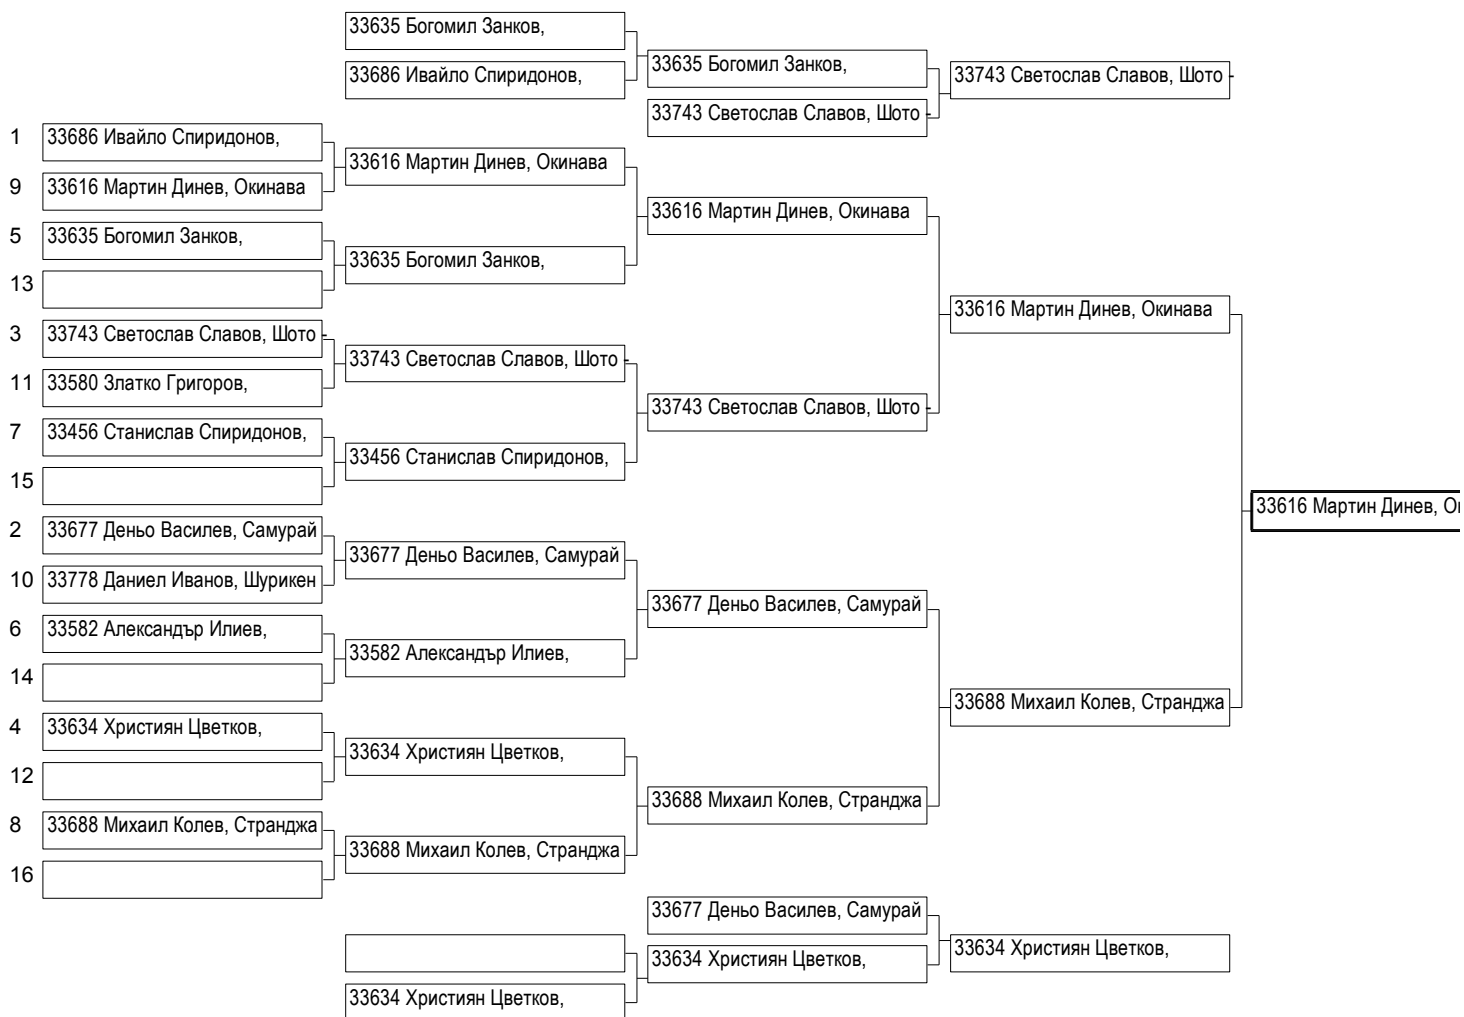 33635 Богомил Занков,
33686 Ивайло Спиридонов,
33635 Богомил Занков,
33743 Светослав Славов, Шото -
33743 Светослав Славов, Шото -
1 33686 Ивайло Спиридонов,
33616 Мартин Динев, Окинава
9 33616 Мартин Динев, Окинава
33616 Мартин Динев, Окинава
5 33635 Богомил Занков,
33635 Богомил Занков,
13
33616 Мартин Динев, Окинава
3 33743 Светослав Славов, Шото -
33743 Светослав Славов, Шото -
11 33580 Златко Григоров,
33743 Светослав Славов, Шото -
7 33456 Станислав Спиридонов,
33456 Станислав Спиридонов,
15
33616 Мартин Динев, Ок
2 33677 Деньо Василев, Самурай
33677 Деньо Василев, Самурай
10 33778 Даниел Иванов, Шурикен
33677 Деньо Василев, Самурай
6 33582 Александър Илиев,
33582 Александър Илиев,
14
33688 Михаил Колев, Странджа
4 33634 Християн Цветков,
33634 Християн Цветков,
12
33688 Михаил Колев, Странджа
8 33688 Михаил Колев, Странджа
33688 Михаил Колев, Странджа
16
33677 Деньо Василев, Самурай
33634 Християн Цветков,
33634 Християн Цветков,
33634 Християн Цветков,